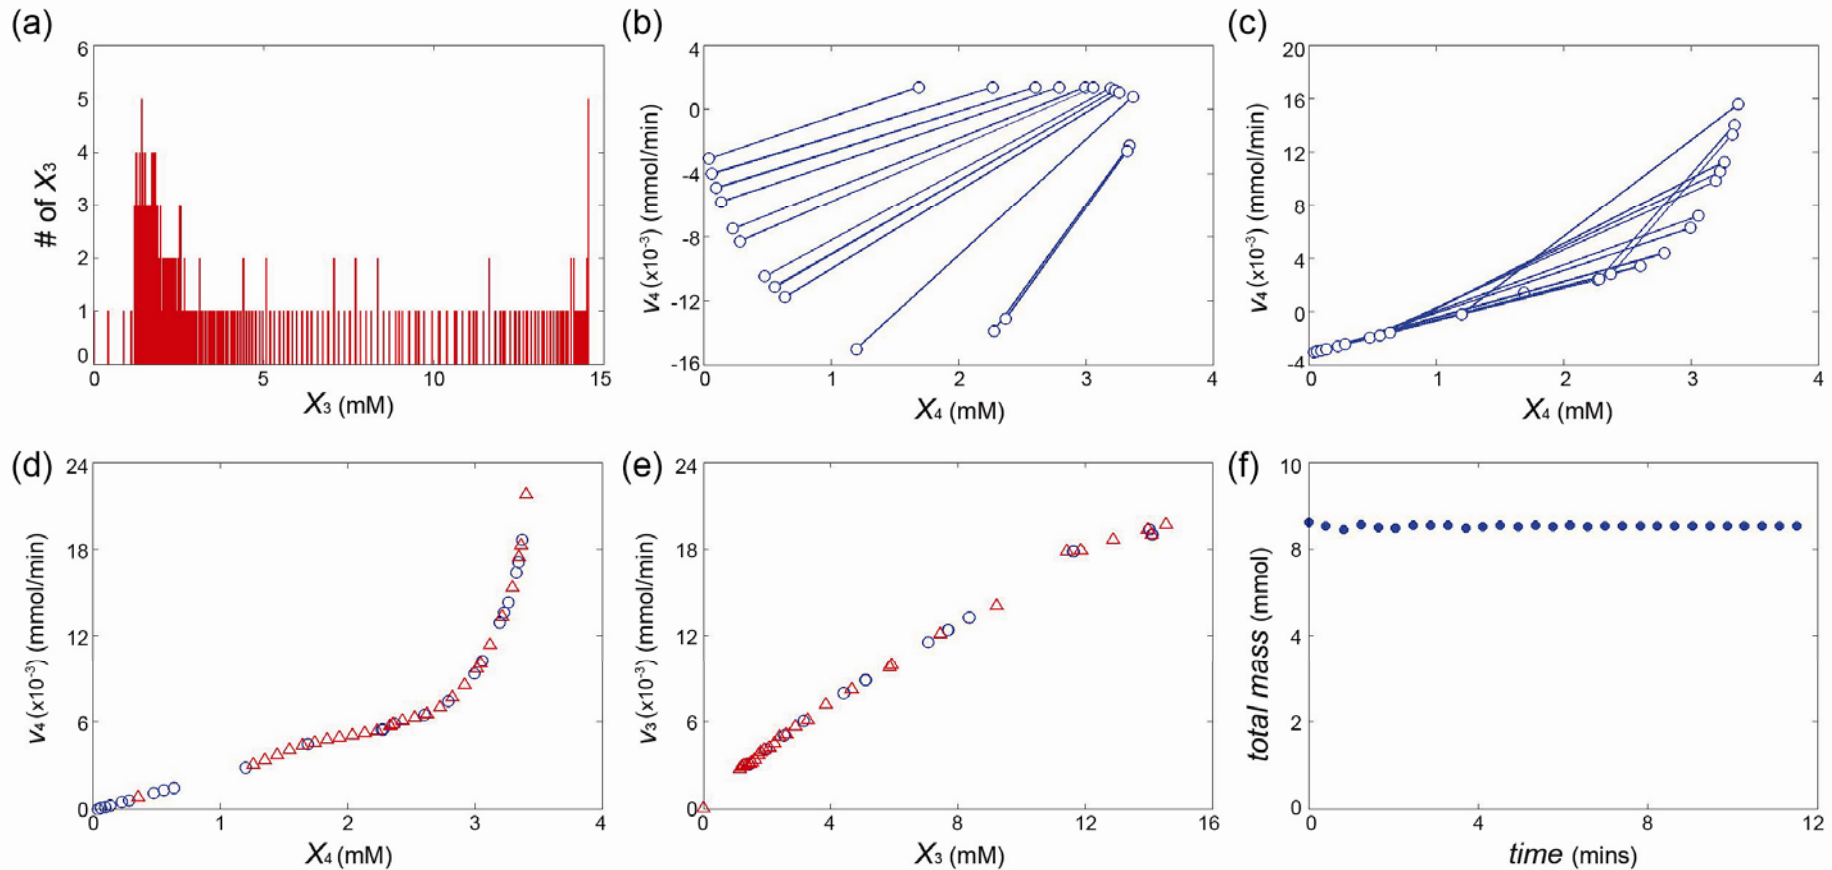 (a)
6
5
4
3
2
1
0
# of X3
0 5 10 15
X3 (mM)
(b)
4
0
-4
-8
-12
-16
v4 (x10-3) (mmol/min)
0 1 2 3 4
X4 (mM)
(c)
20
16
12
8
4
0
-4
v4 (x10-3) (mmol/min)
0 1 2 3 4
X4 (mM)
(d)
24
18
12
6
0
v4 (x10-3) (mmol/min)
0 1 2 3 4
X4 (mM)
(e)
24
18
12
6
0
v3 (x10-3) (mmol/min)
0 4 8 12 16
X3 (mM)
(f)
10
8
4
2
0
total mass (mmol)
0 4 8 12
time (mins)